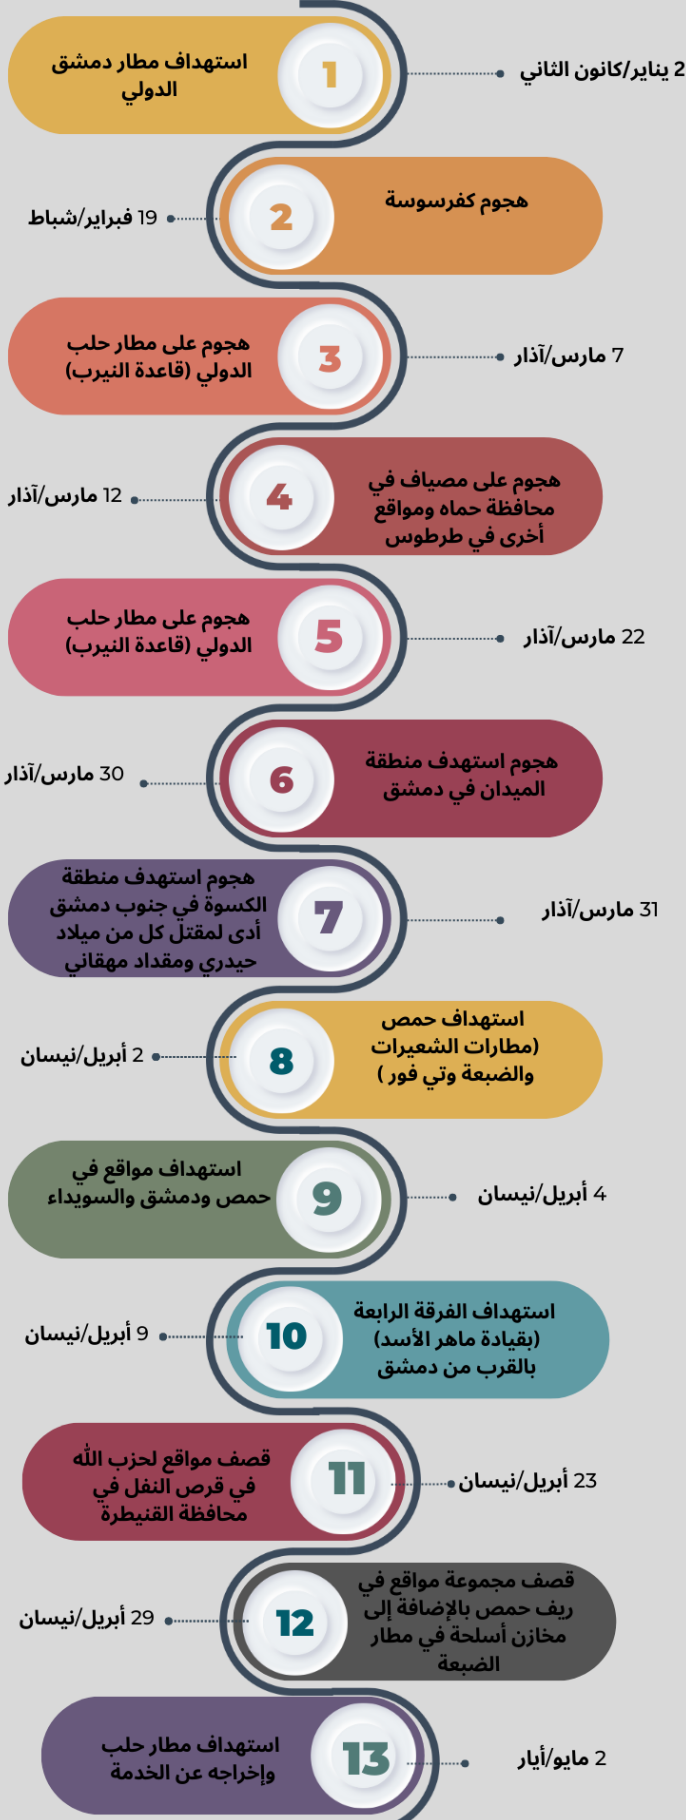 1
استهداف مطار دمشق
الدولي
2 يناير/كانون الثاني
2
هجوم كفرسوسة
19 فبراير/شباط
3
هجوم على مطار حلب
الدولي (قاعدة النيرب)
7 مارس/آذار
4
هجوم على مصياف في
محافظة حماه ومواقع
أخرى في طرطوس
12 مارس/آذار
5
هجوم على مطار حلب
الدولي (قاعدة النيرب)
22 مارس/آذار
6
هجوم استهدف منطقة
الميدان في دمشق
30 مارس/آذار
7
هجوم استهدف منطقة
الكسوة في جنوب دمشق
أدى لمقتل كل من ميلاد
حيدري ومقداد مهقاني
31 مارس/آذار
8
استهداف حمص
(مطارات الشعيرات
والضبعة وتي فور )
2 أبريل/نيسان
9
استهداف مواقع في
حمص ودمشق والسويداء
4 أبريل/نيسان
10
استهداف الفرقة الرابعة
(بقيادة ماهر الأسد)
بالقرب من دمشق
9 أبريل/نيسان
11
قصف مواقع لحزب الله
في قرص النفل في
محافظة القنيطرة
23 أبريل/نيسان
12
قصف مجموعة مواقع في
ريف حمص بالإضافة إلى
مخازن أسلحة في مطار
الضبعة
29 أبريل/نيسان
13
استهداف مطار حلب
وإخراجه عن الخدمة
2 مايو/أيار